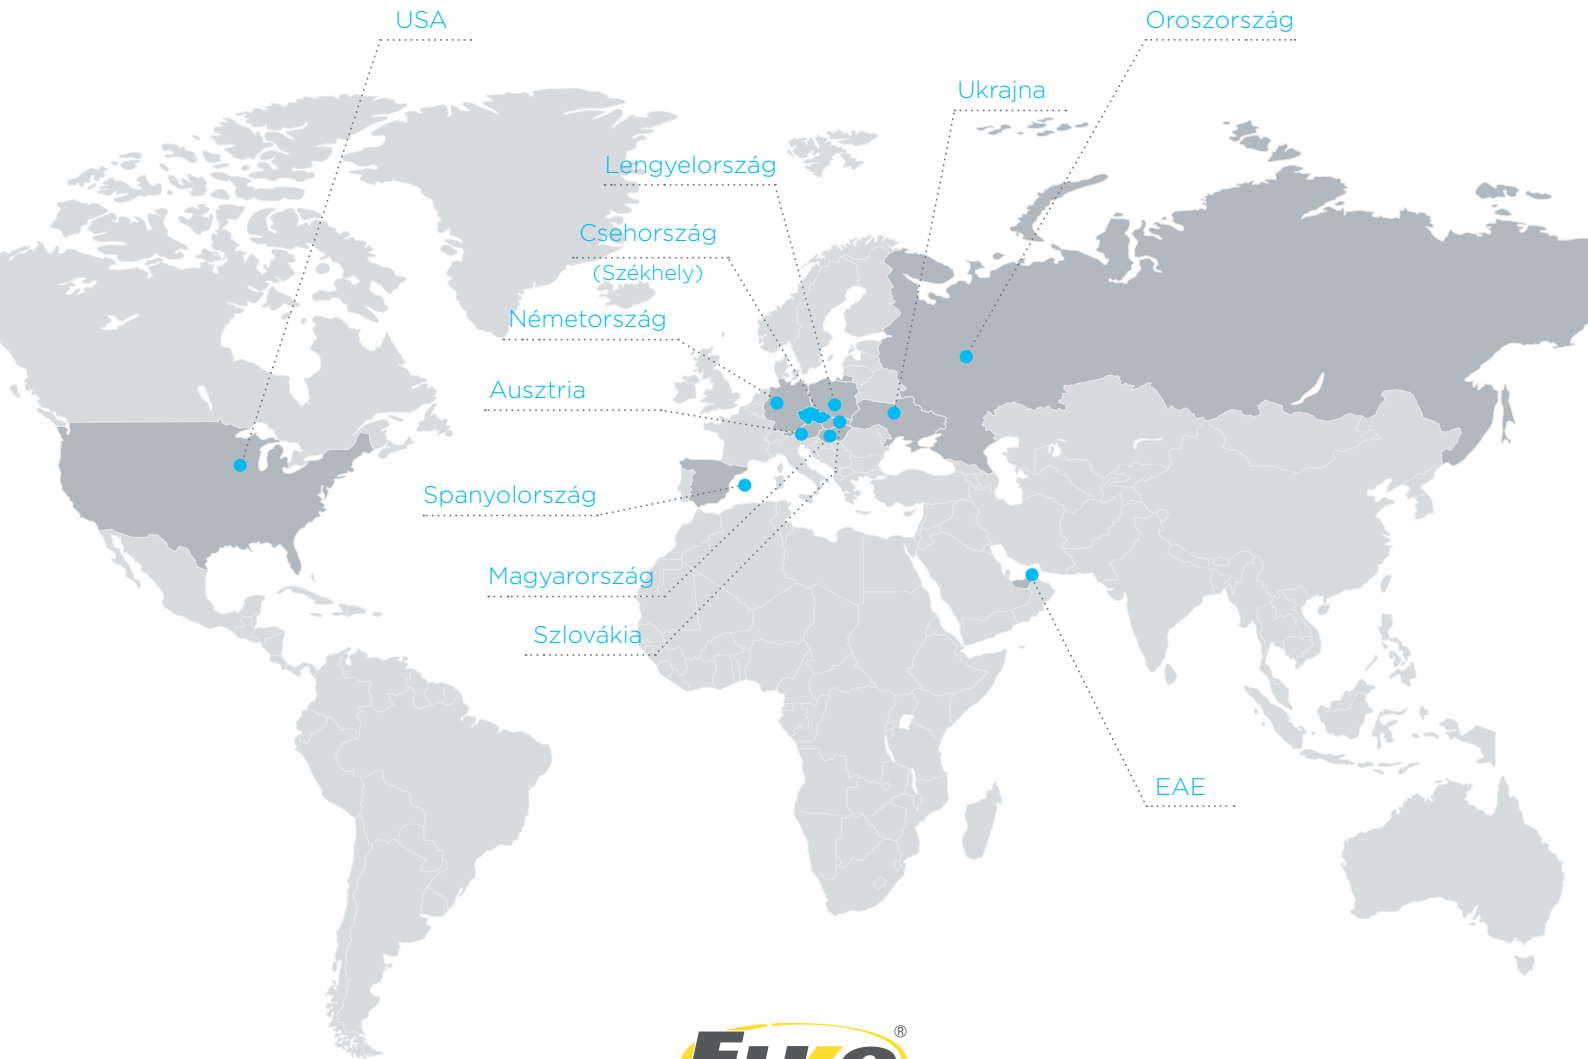 USA
Oroszország
Ukrajna
Lengyelország
Csehország
(Székhely)
Németország
Ausztria
Spanyolország
Magyarország
Szlovákia
EAE
®